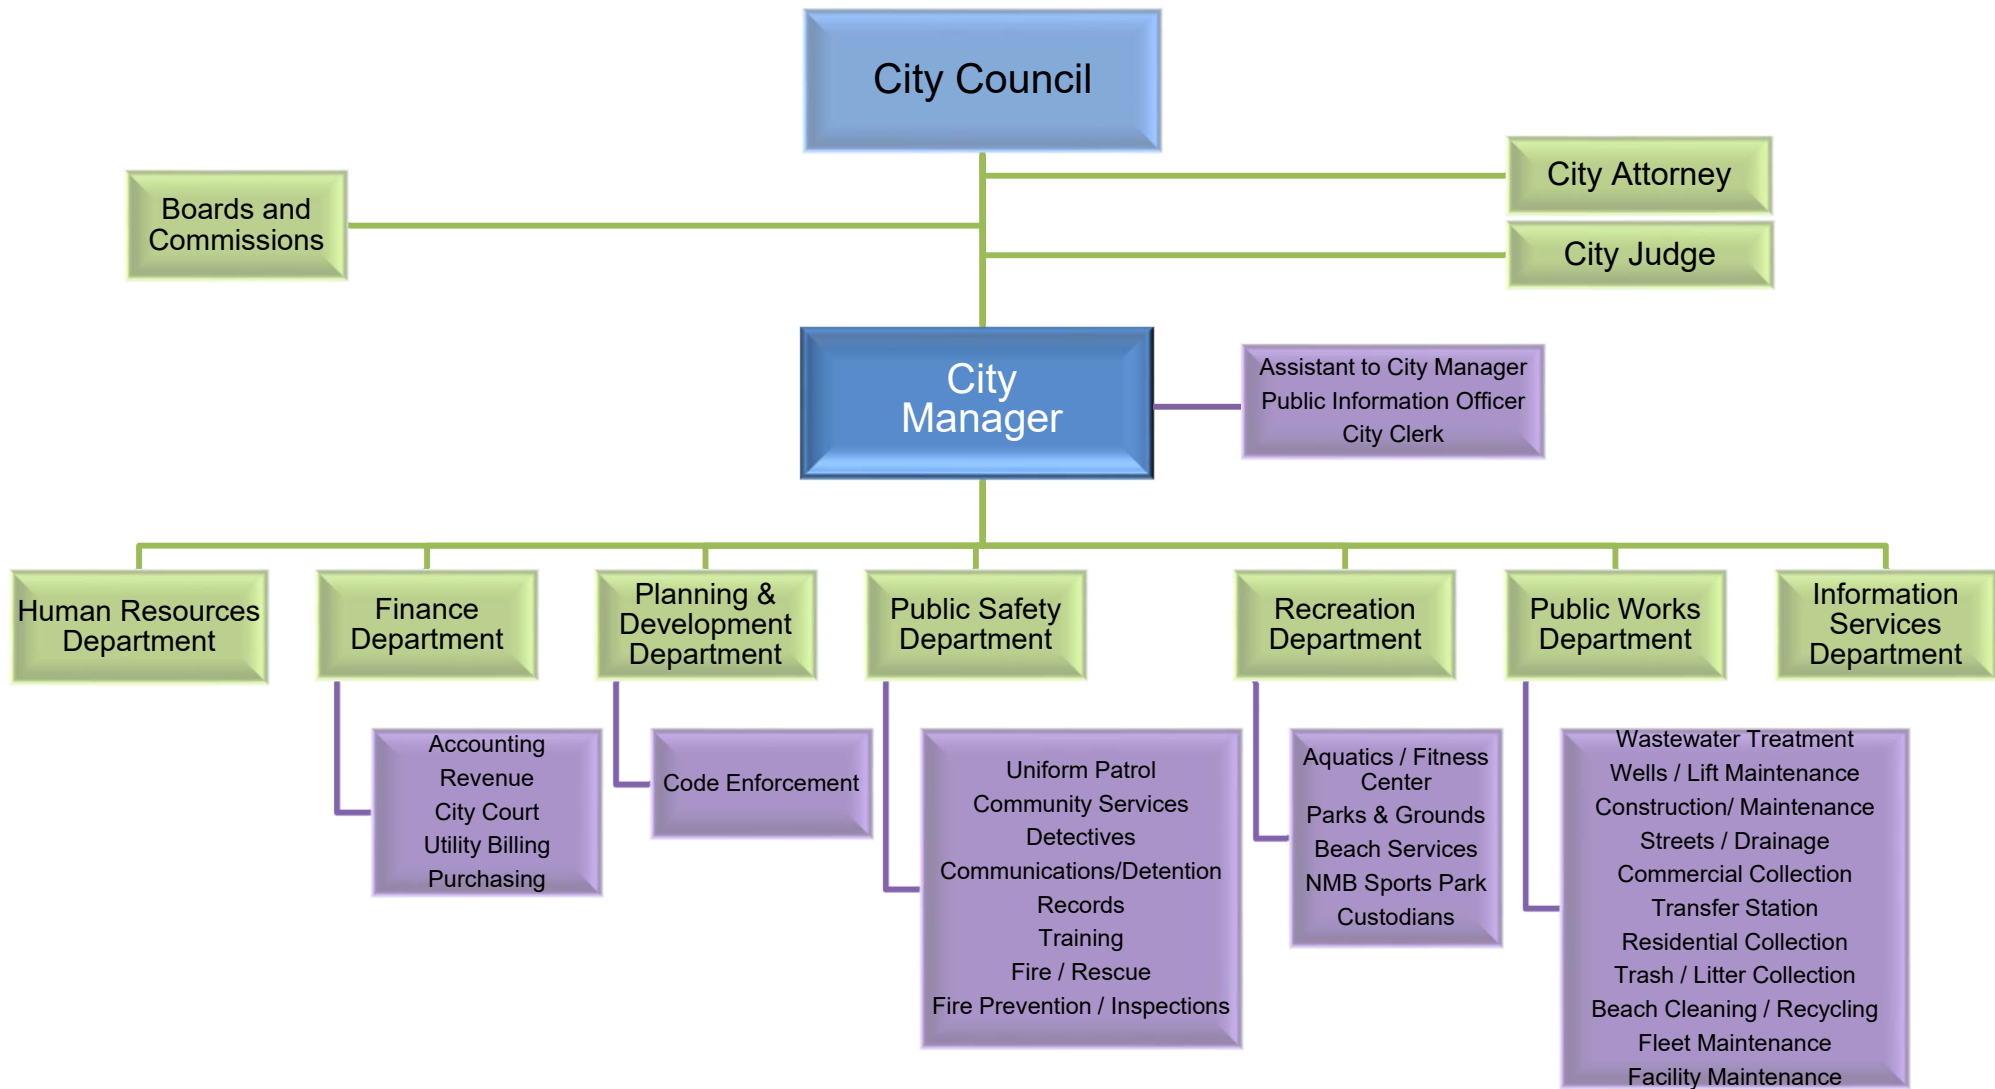 City Council
City Attorney
Boards and
Commissions
City Judge
City
Manager
Assistant to City Manager
Public Information Officer
City Clerk
Human Resources
Department
Finance
Department
Planning &
Development
Department
Public Safety
Department
Recreation
Department
Public Works
Department
Information
Services
Department
Accounting
Revenue
City Court
Utility Billing
Purchasing
Code Enforcement
Uniform Patrol
Community Services
Detectives
Communications/Detention
Records
Training
Fire / Rescue
Fire Prevention / Inspections
Aquatics / Fitness
Center
Parks & Grounds
Beach Services
NMB Sports Park
Custodians
Wastewater Treatment
Wells / Lift Maintenance
Construction/ Maintenance
Streets / Drainage
Commercial Collection
Transfer Station
Residential Collection
Trash / Litter Collection
Beach Cleaning / Recycling
Fleet Maintenance
Facility Maintenance